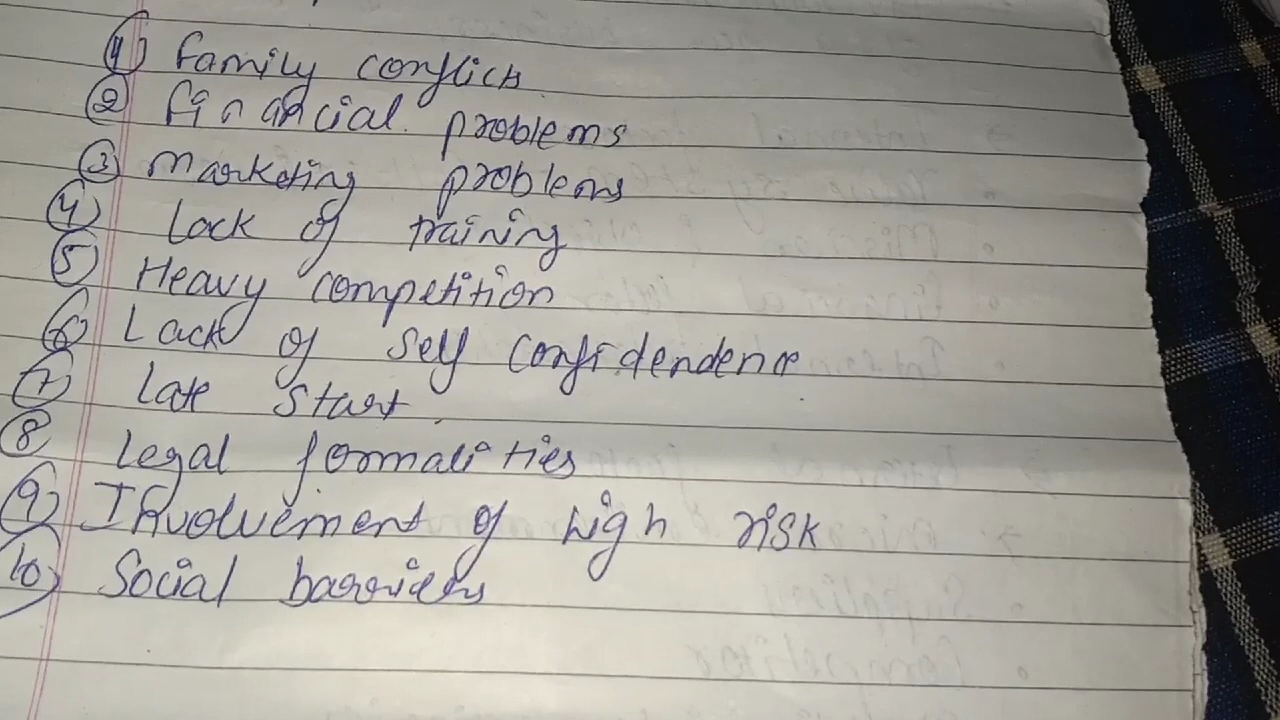 1) Family conflicts
2 Financial problems
3 Marketing problems
4) Lack of training
5) Heavy competition
6) Lack of Self Confidendence
7) Late Start
8 Legal formalities
9) Involvement of high risk
10) Social barriers